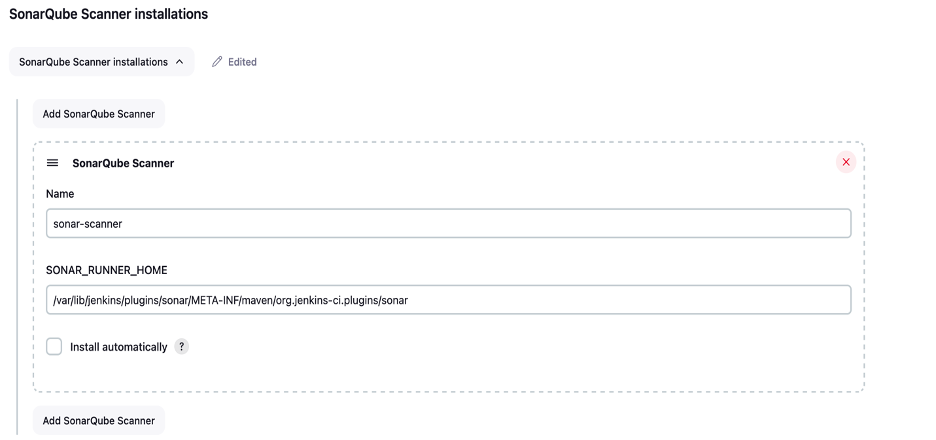 SonarQube Scanner installations
SonarQube Scanner installations
Edited
Add SonarQube Scanner
SonarQube Scanner
Name
sonar-scanner
SONAR_RUNNER_HOME
/var/lib/jenkins/plugins/sonar/META-INF/maven/org.jenkins-ci.plugins/sonar
Install automatically ?
Add SonarQube Scanner